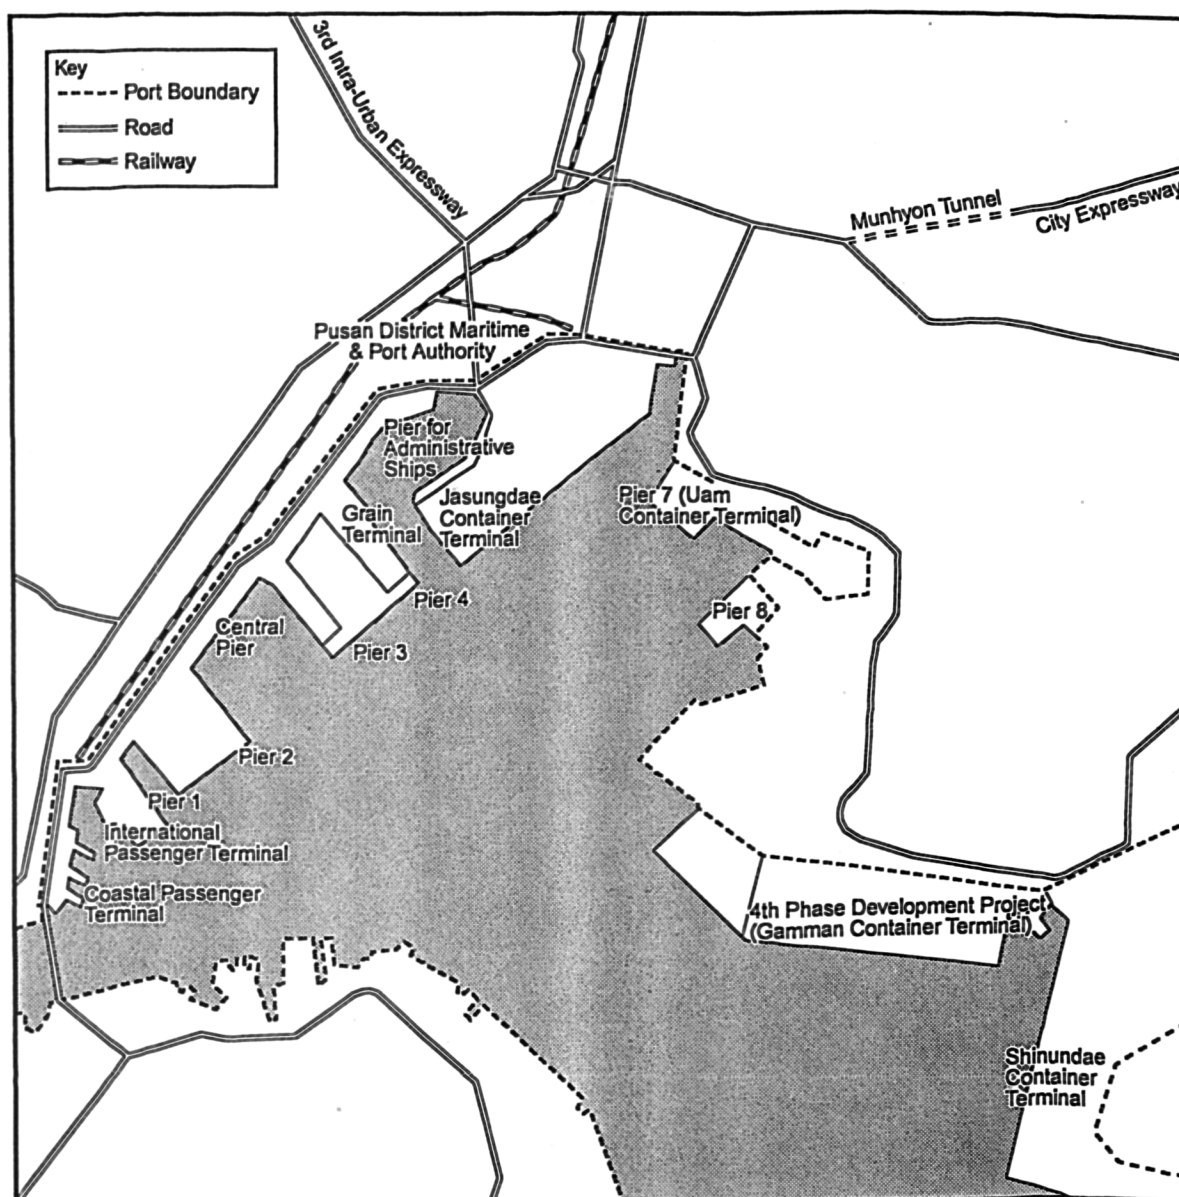 Key
Port Boundary
Road
Railway
3rd Intra-Urban Expressway
Munhyon Tunnel
City Expressway
Pusan District Maritime
& Port Authority
Pier for
Administrative
Ships
Grain
Terminal
Jasungdae
Container
Terminal
Pier 7 (Uam
Container Terminal)
Pier 4
Pier 8
Central
Pier
Pier 3
Pier 2
Pier 1
International
Passenger Terminal
Coastal Passenger
Terminal
4th Phase Development Project
(Gamman Container Terminal)
Shinundae
Container
Terminal